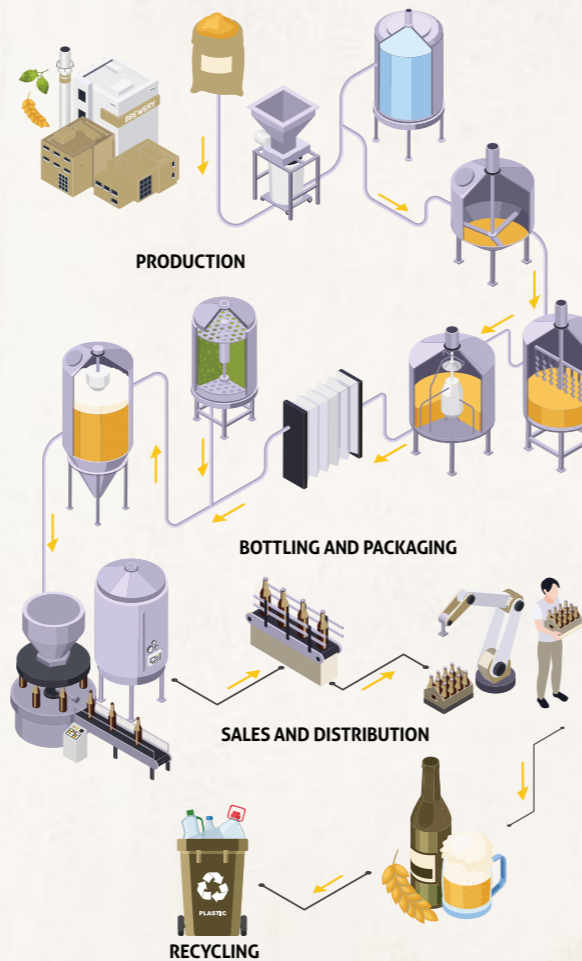 BREWERY
PRODUCTION
BOTTLING AND PACKAGING
SALES AND DISTRIBUTION
PLASTIC
RECYCLING